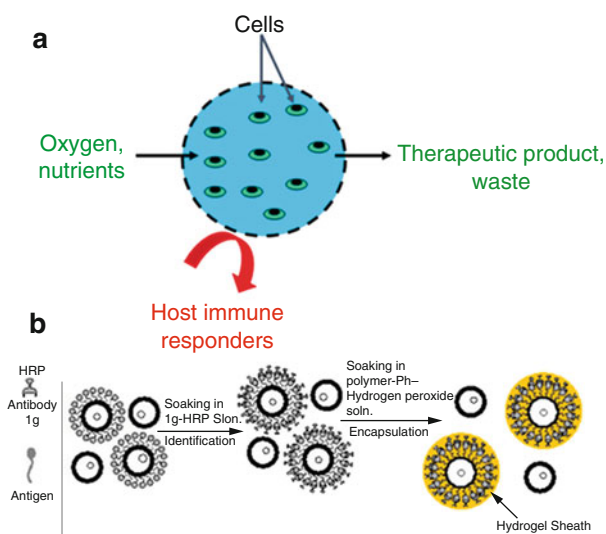 a
Cells
Oxygen,
nutrients
Therapeutic product,
waste
Host immune
responders
b
HRP
Antibody
1g
Antigen
Soaking in
1g-HRP Slon.
Identification
Soaking in
polymer-Ph–
Hydrogen peroxide
soln.
Encapsulation
Hydrogel Sheath